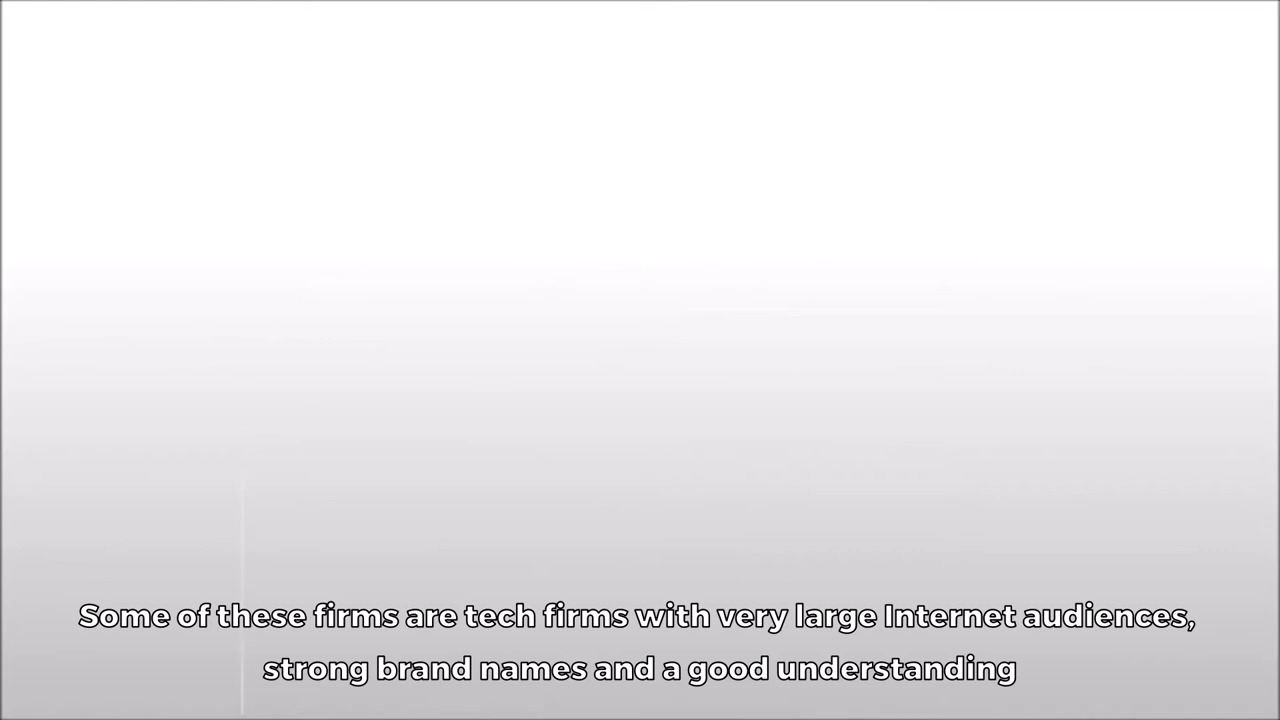 Some of these firms are tech firms with very large Internet audiences,
strong brand names and a good understanding